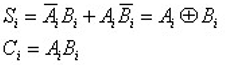 $S_i = \overline{A}_i B_i + A_i \overline{B}_i = A_i \oplus B_i$
$C_i = A_i B_i$